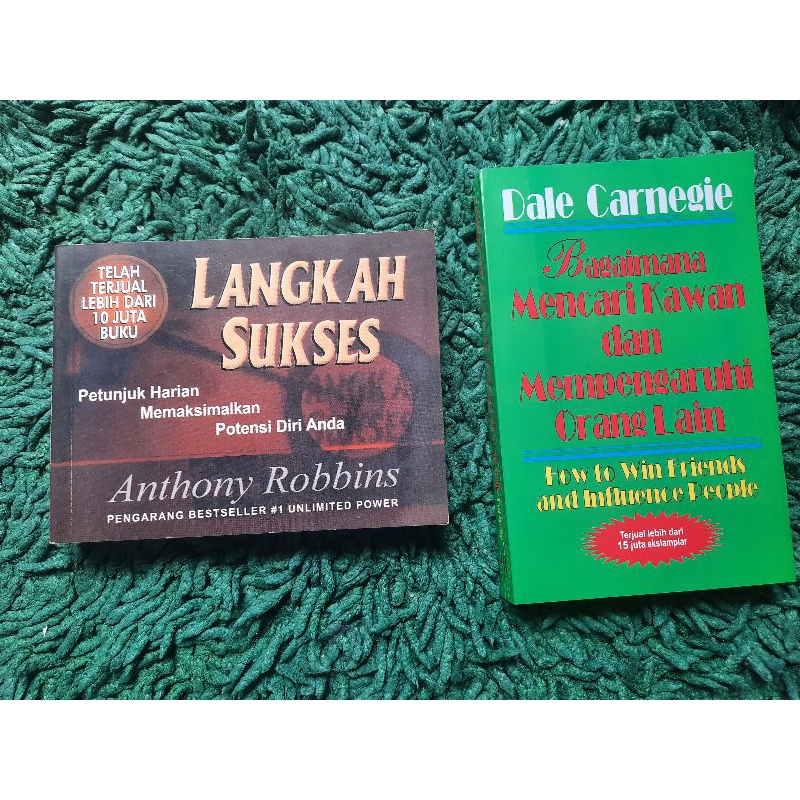 TELAH
TERJUAL
LEBIH DARI
10 JUTA
BUKU
LANGKAH
SUKSES
Petunjuk Harian
Memaksimalkan
Potensi Diri Anda
Anthony Robbins
PENGARANG BESTSELLER #1 UNLIMITED POWER
Dale Carnegie
Bagaimana
Mencari Kawan
dan
Mempengaruhi
Orang Lain
How to Win Friends
and Influence People
Terjual lebih dari
15 juta ekslamplar